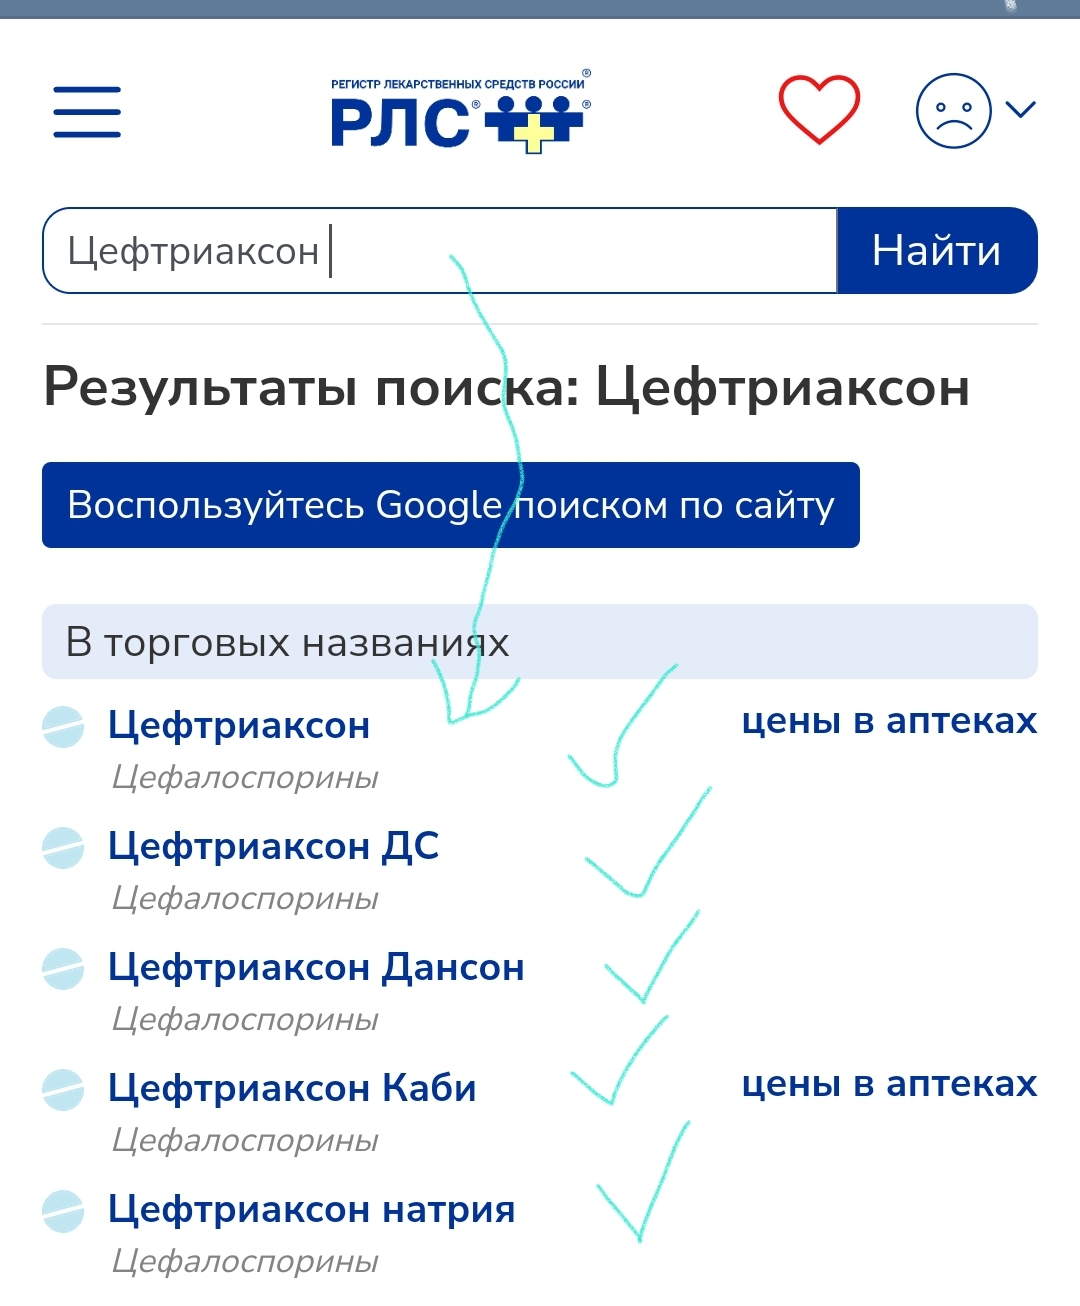 РЕГИСТР ЛЕКАРСТВЕННЫХ СРЕДСТВ РОССИИ®
РЛС® ®
Цефтриаксон
Найти
Результаты поиска: Цефтриаксон
Воспользуйтесь Google поиском по сайту
В торговых названиях
Цефтриаксон цены в аптеках
Цефалоспорины
Цефтриаксон ДС
Цефалоспорины
Цефтриаксон Дансон
Цефалоспорины
Цефтриаксон Каби цены в аптеках
Цефалоспорины
Цефтриаксон натрия
Цефалоспорины